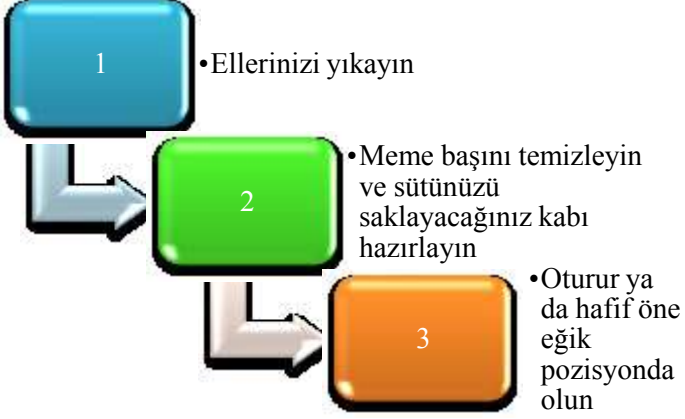 1
•Ellerinizi yıkayın
2
•Meme başını temizleyin
ve sütünüzü
saklayacağınız kabı
hazırlayın
3
•Oturur ya
da hafif öne
eğik
pozisyonda
olun